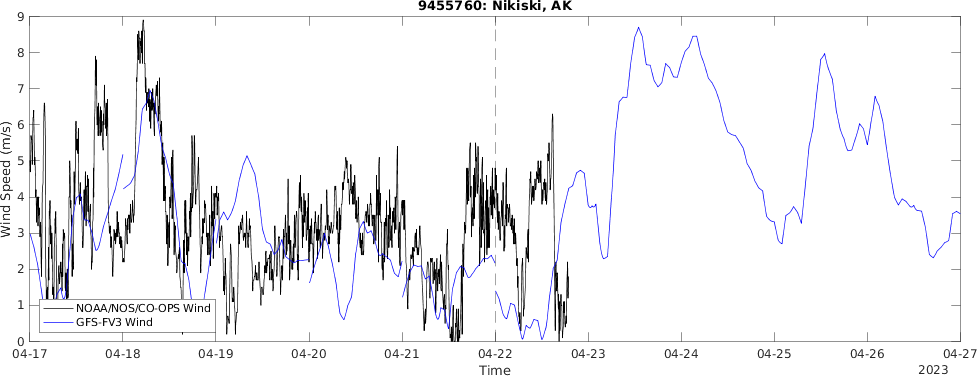 9455760: Nikiski, AK
Wind Speed (m/s)
9
8
7
6
5
4
3
2
1
0
NOAA/NOS/CO-OPS Wind
GFS-FV3 Wind
04-17 04-18 04-19 04-20 04-21 04-22 04-23 04-24 04-25 04-26 04-27
Time
2023